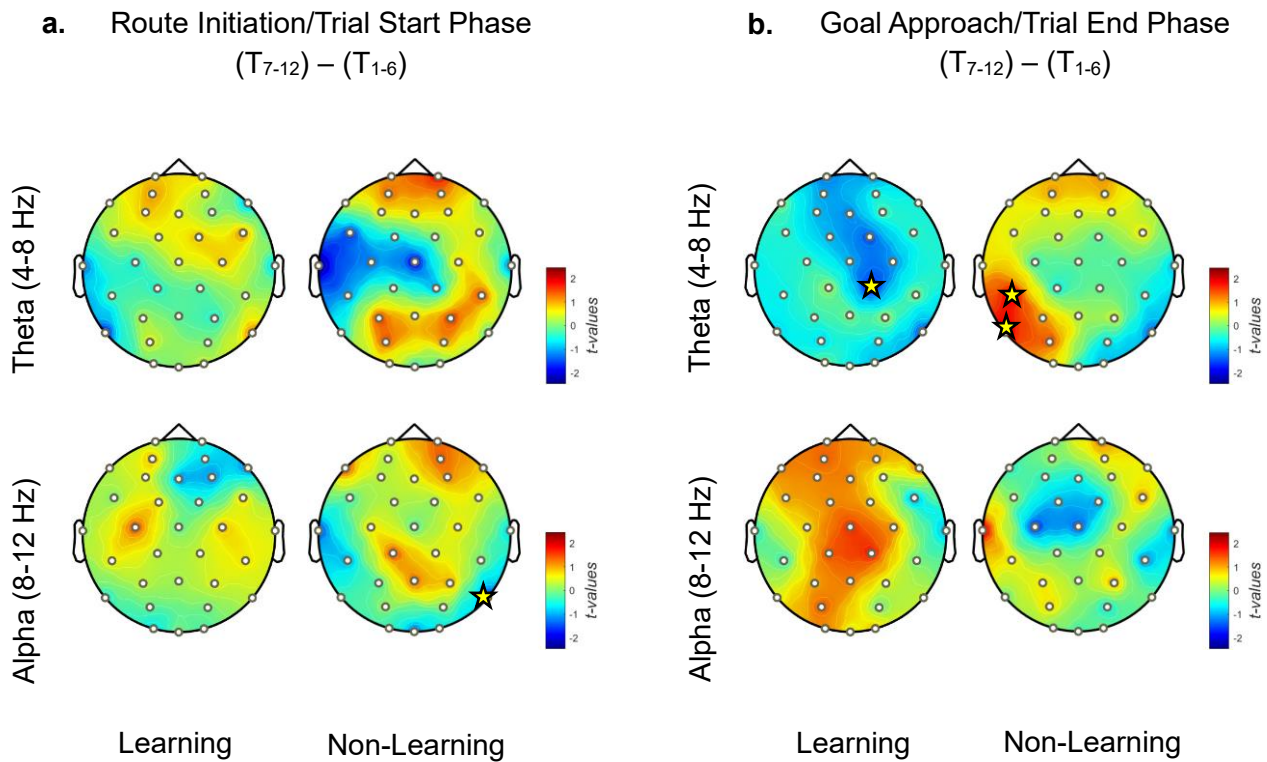 a. Route Initiation/Trial Start Phase
(T7-12) – (T1-6)
b. Goal Approach/Trial End Phase
(T7-12) – (T1-6)
Theta (4-8 Hz)
2
1
0
-1
-2
t-values
Theta (4-8 Hz)
2
1
0
-1
-2
t-values
Alpha (8-12 Hz)
2
1
0
-1
-2
t-values
Alpha (8-12 Hz)
2
1
0
-1
-2
t-values
Learning
Non-Learning
Learning
Non-Learning